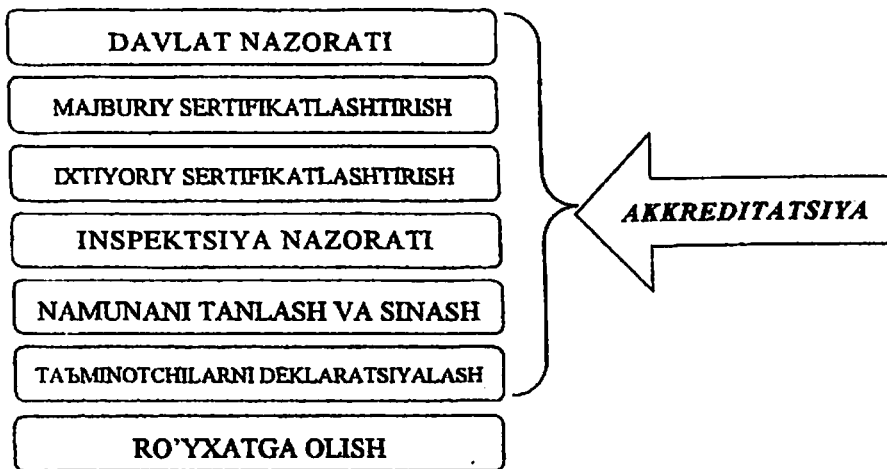 DAVLAT NAZORATI
MAJBURIY SERTIFIKATLASHTIRISH
IXTIYORIY SERTIFIKATLASHTIRISH
INSPEKTSIYA NAZORATI
NAMUNANI TANLASH VA SINASH
TAЪMINOTCHILARNI DEKLARATSIYALASH
RO'YXATGA OLISH
AKKREDITATSIYA